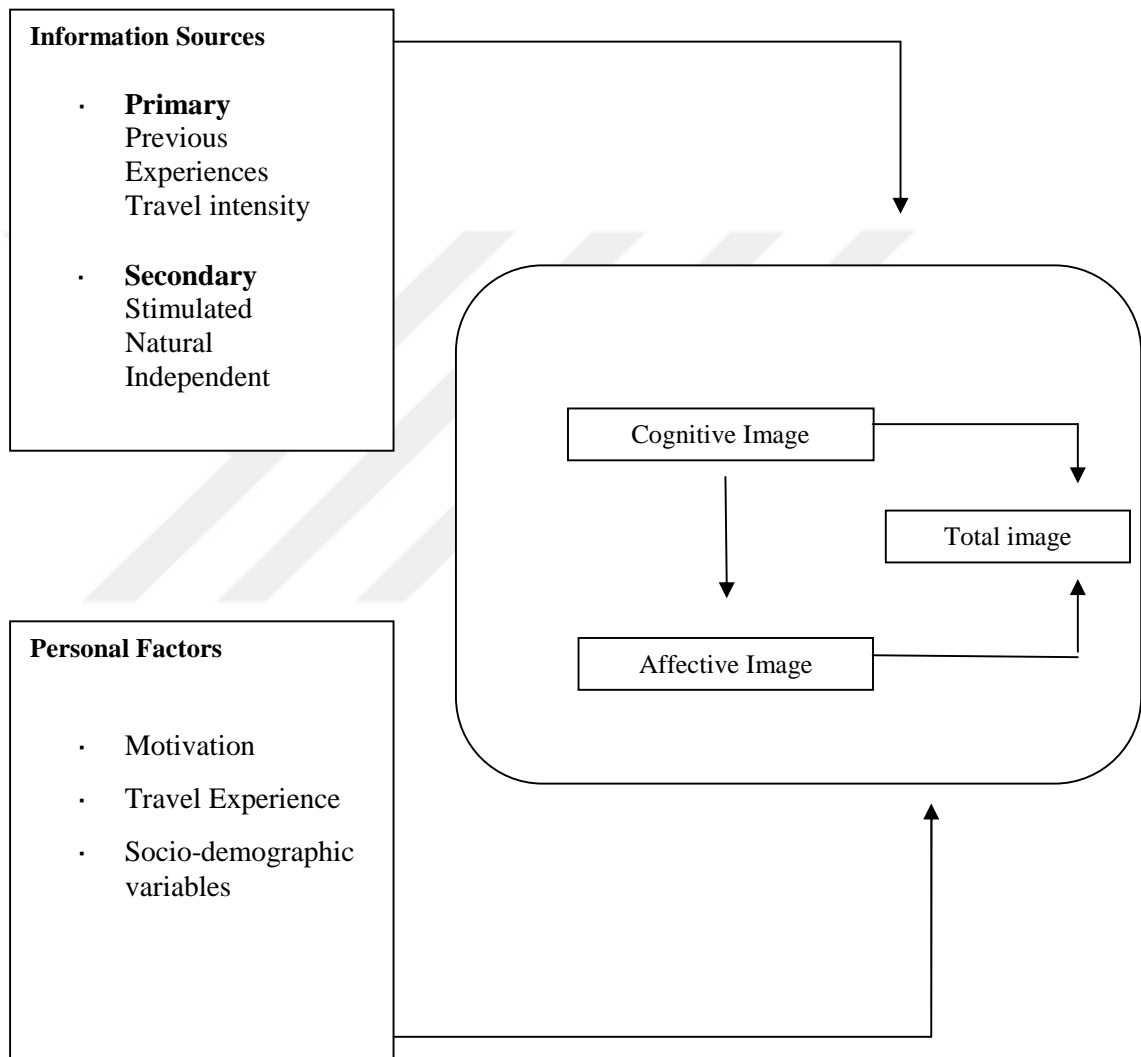 Information Sources
· Primary
Previous
Experiences
Travel intensity
· Secondary
Stimulated
Natural
Independent
Cognitive Image
Total image
Affective Image
Personal Factors
· Motivation
· Travel Experience
· Socio-demographic
variables